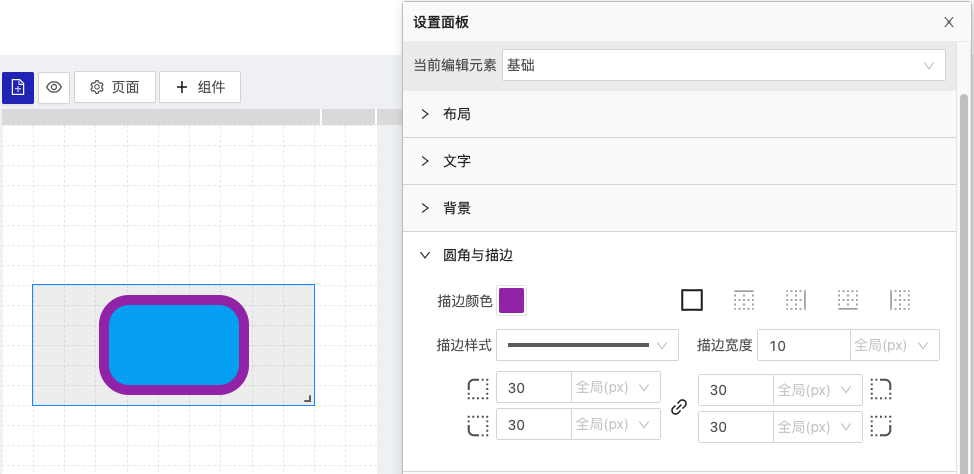 设置面板
当前编辑元素 基础
页面 组件
布局
文字
背景
圆角与描边
描边颜色
描边样式 描边宽度 10 全局(px)
30 全局(px) 30 全局(px)
30 全局(px) 30 全局(px)